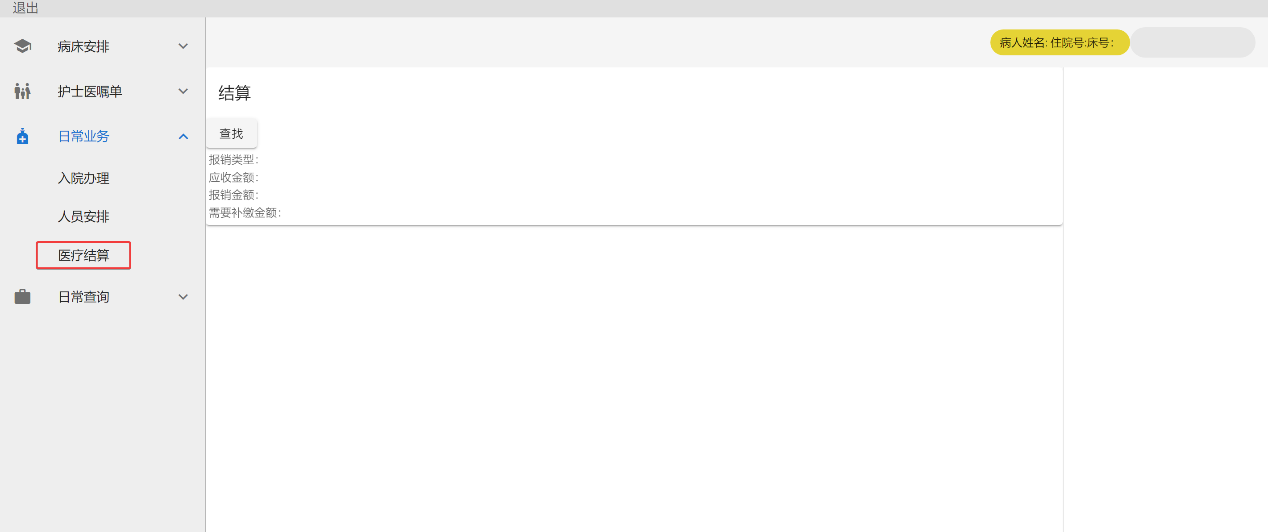 退出
病床安排
护士医嘱单
日常业务
入院办理
人员安排
医疗结算
日常查询
病人姓名: 住院号:床号:
结算
查找
报销类型:
应收金额:
报销金额:
需要补缴金额: